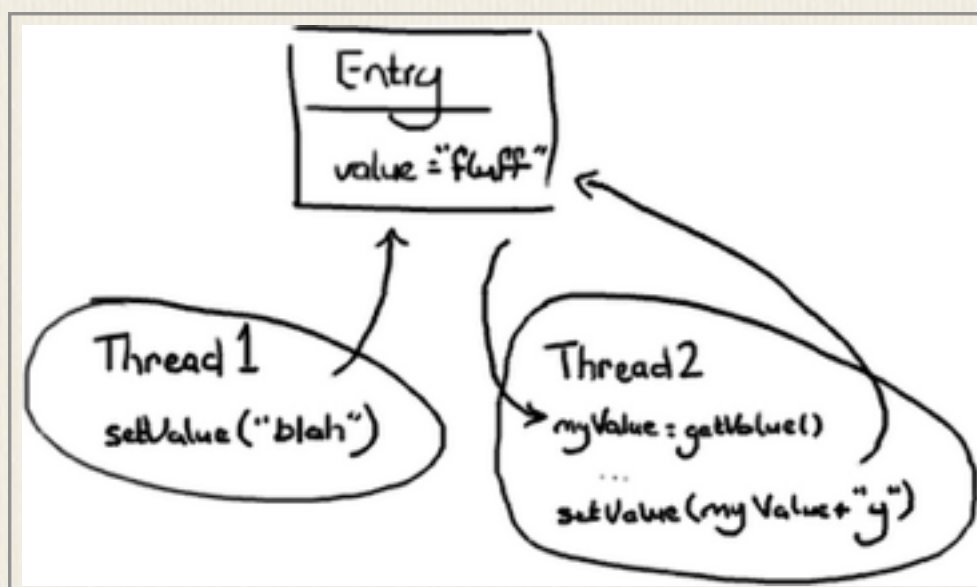 Entry
value = "fluff"
Thread 1
setValue("blah")
Thread 2
myValue = getValue()
...
setValue(myValue+"y")